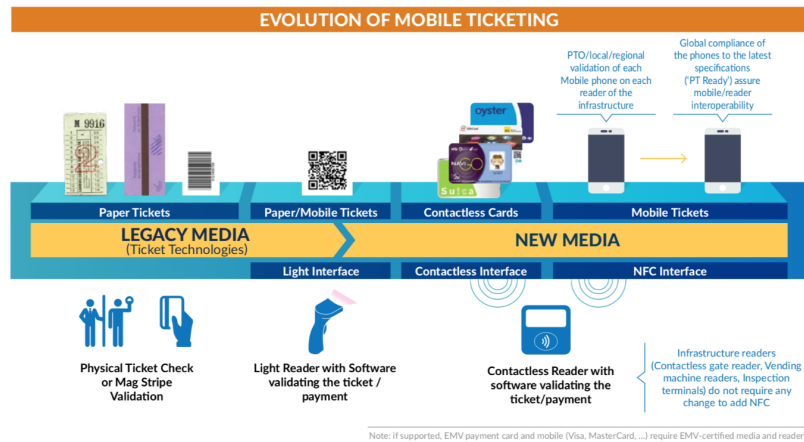 EVOLUTION OF MOBILE TICKETING
PTO/local/regional
validation of each
Mobile phone on each
reader of the
infrastructure
Global compliance of
the phones to the latest
specifications
('PT Ready') assure
mobile/reader
interoperability
9916
oyster
Suica
Paper Tickets
Paper/Mobile Tickets
Contactless Cards
Mobile Tickets
LEGACY MEDIA
(Ticket Technologies)
NEW MEDIA
Light Interface
Contactless Interface
NFC Interface
Physical Ticket Check
or Mag Stripe
Validation
Light Reader with Software
validating the ticket /
payment
Contactless Reader with
software validating the
ticket/payment
Infrastructure readers
(Contactless gate reader, Vending
machine readers, Inspection
terminals) do not require any
change to add NFC
Note: if supported, EMV payment card and mobile (Visa, MasterCard, ...) require EMV-certified media and reader